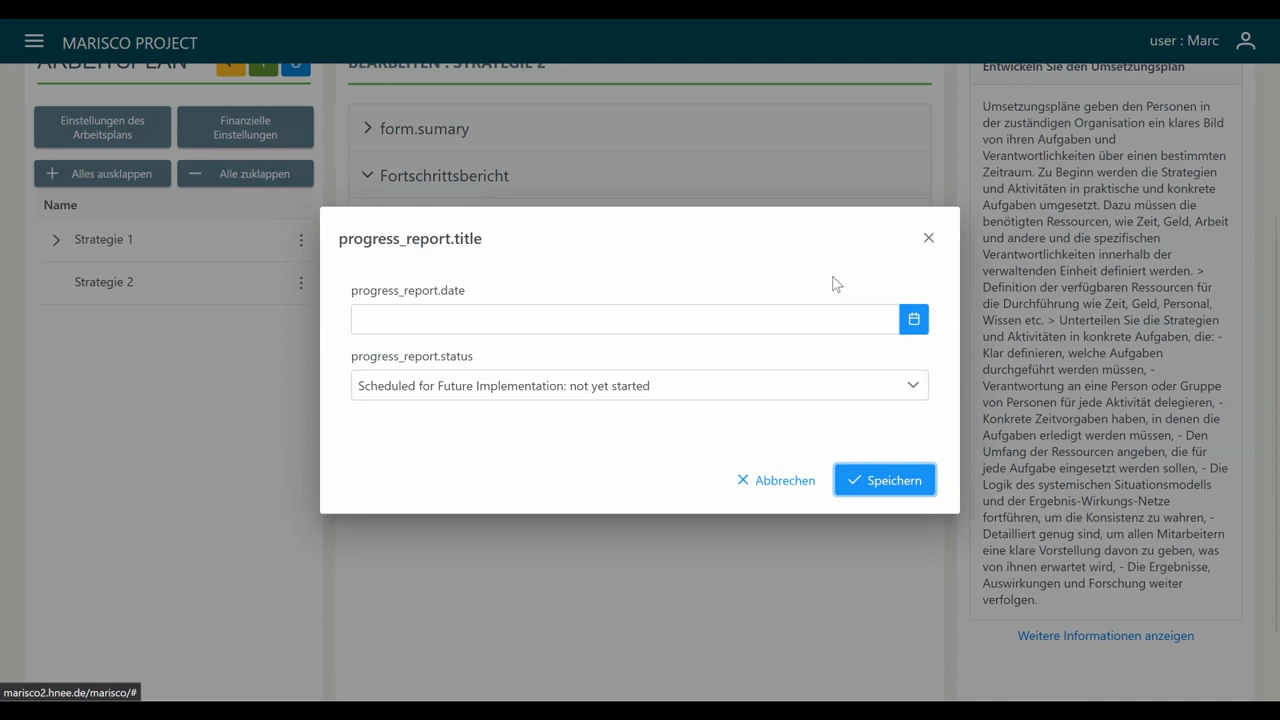 MARISCO PROJECT
user : Marc
ARBEITSPLAN
BEARBEITEN : STRATEGIE 2
Einstellungen des
Arbeitsplans
Finanzielle
Einstellungen
Alles ausklappen
Alle zuklappen
Name
Strategie 1
Strategie 2
form.sumary
Fortschrittsbericht
progress_report.title
progress_report.date
progress_report.status
Scheduled for Future Implementation: not yet started
Abbrechen
Speichern
Entwickeln Sie den Umsetzungsplan
Umsetzungspläne geben den Personen in
der zuständigen Organisation ein klares Bild
von ihren Aufgaben und
Verantwortlichkeiten über einen bestimmten
Zeitraum. Zu Beginn werden die Strategien
und Aktivitäten in praktische und konkrete
Aufgaben umgesetzt. Dazu müssen die
benötigten Ressourcen, wie Zeit, Geld, Arbeit
und andere und die spezifischen
Verantwortlichkeiten innerhalb der
verwaltenden Einheit definiert werden. >
Definition der verfügbaren Ressourcen für
die Durchführung wie Zeit, Geld, Personal,
Wissen etc. > Unterteilen Sie die Strategien
und Aktivitäten in konkrete Aufgaben, die: -
Klar definieren, welche Aufgaben
durchgeführt werden müssen, -
Verantwortung an eine Person oder Gruppe
von Personen für jede Aktivität delegieren, -
Konkrete Zeitvorgaben haben, in denen die
Aufgaben erledigt werden müssen, - Den
Umfang der Ressourcen angeben, die für
jede Aufgabe eingesetzt werden sollen, - Die
Logik des systemischen Situationsmodells
und der Ergebnis-Wirkungs-Netze
fortführen, um die Konsistenz zu wahren, -
Detailliert genug sind, um allen Mitarbeitern
eine klare Vorstellung davon zu geben, was
von ihnen erwartet wird, - Die Ergebnisse,
Auswirkungen und Forschung weiter
verfolgen.
Weitere Informationen anzeigen
marisco2.hnee.de/marisco/#